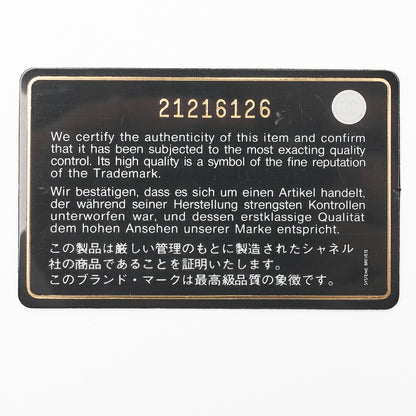 21216126
We certify the authenticity of this item and confirm
that it has been subjected to the most exacting quality
control. Its high quality is a symbol of the fine reputation
of the Trademark.
Wir bestätigen, dass es sich um einen Artikel handelt,
der während seiner Herstellung strengsten Kontrollen
unterworfen war, und dessen erstklassige Qualität
dem hohen Ansehen unserer Marke entspricht.
この製品は厳しい管理のもとに製造されたシャネル
社の商品であることを証明いたします。
このブランド・マークは最高級品質の象徴です。
SYSTEME BREVETE